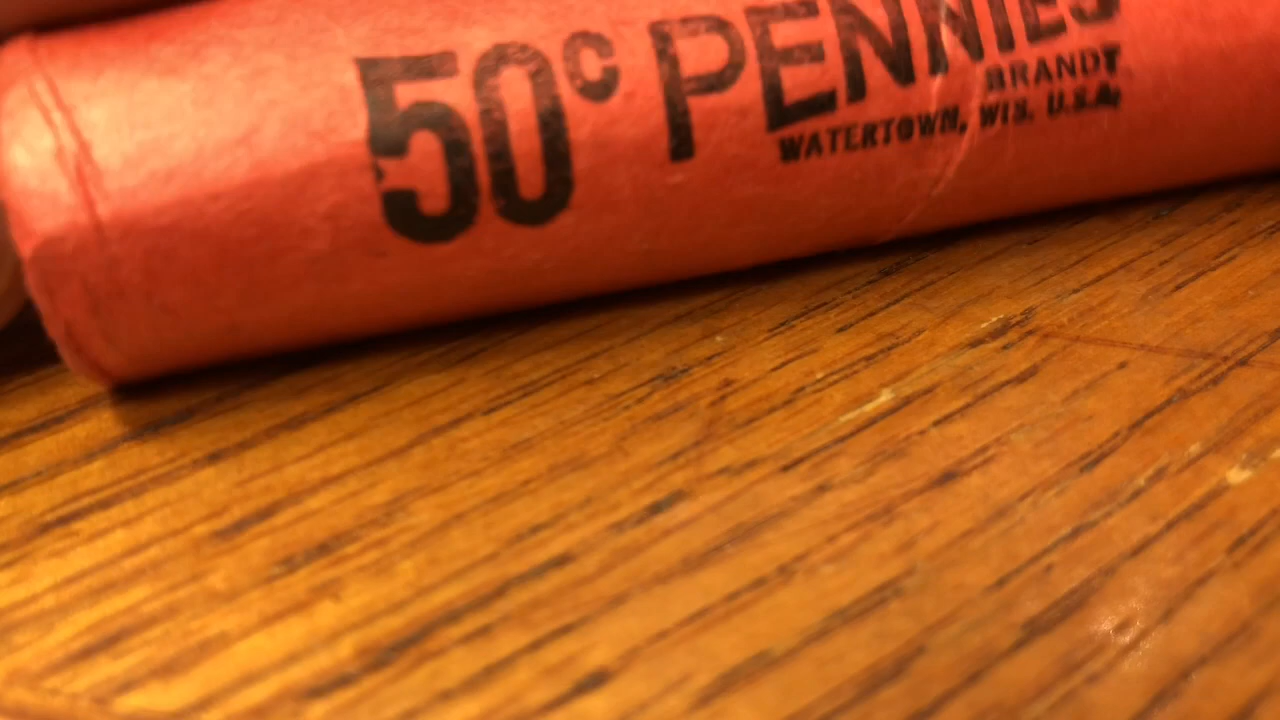 50c PENNIES
BRANDT
WATERTOWN, WIS. U.S.A.